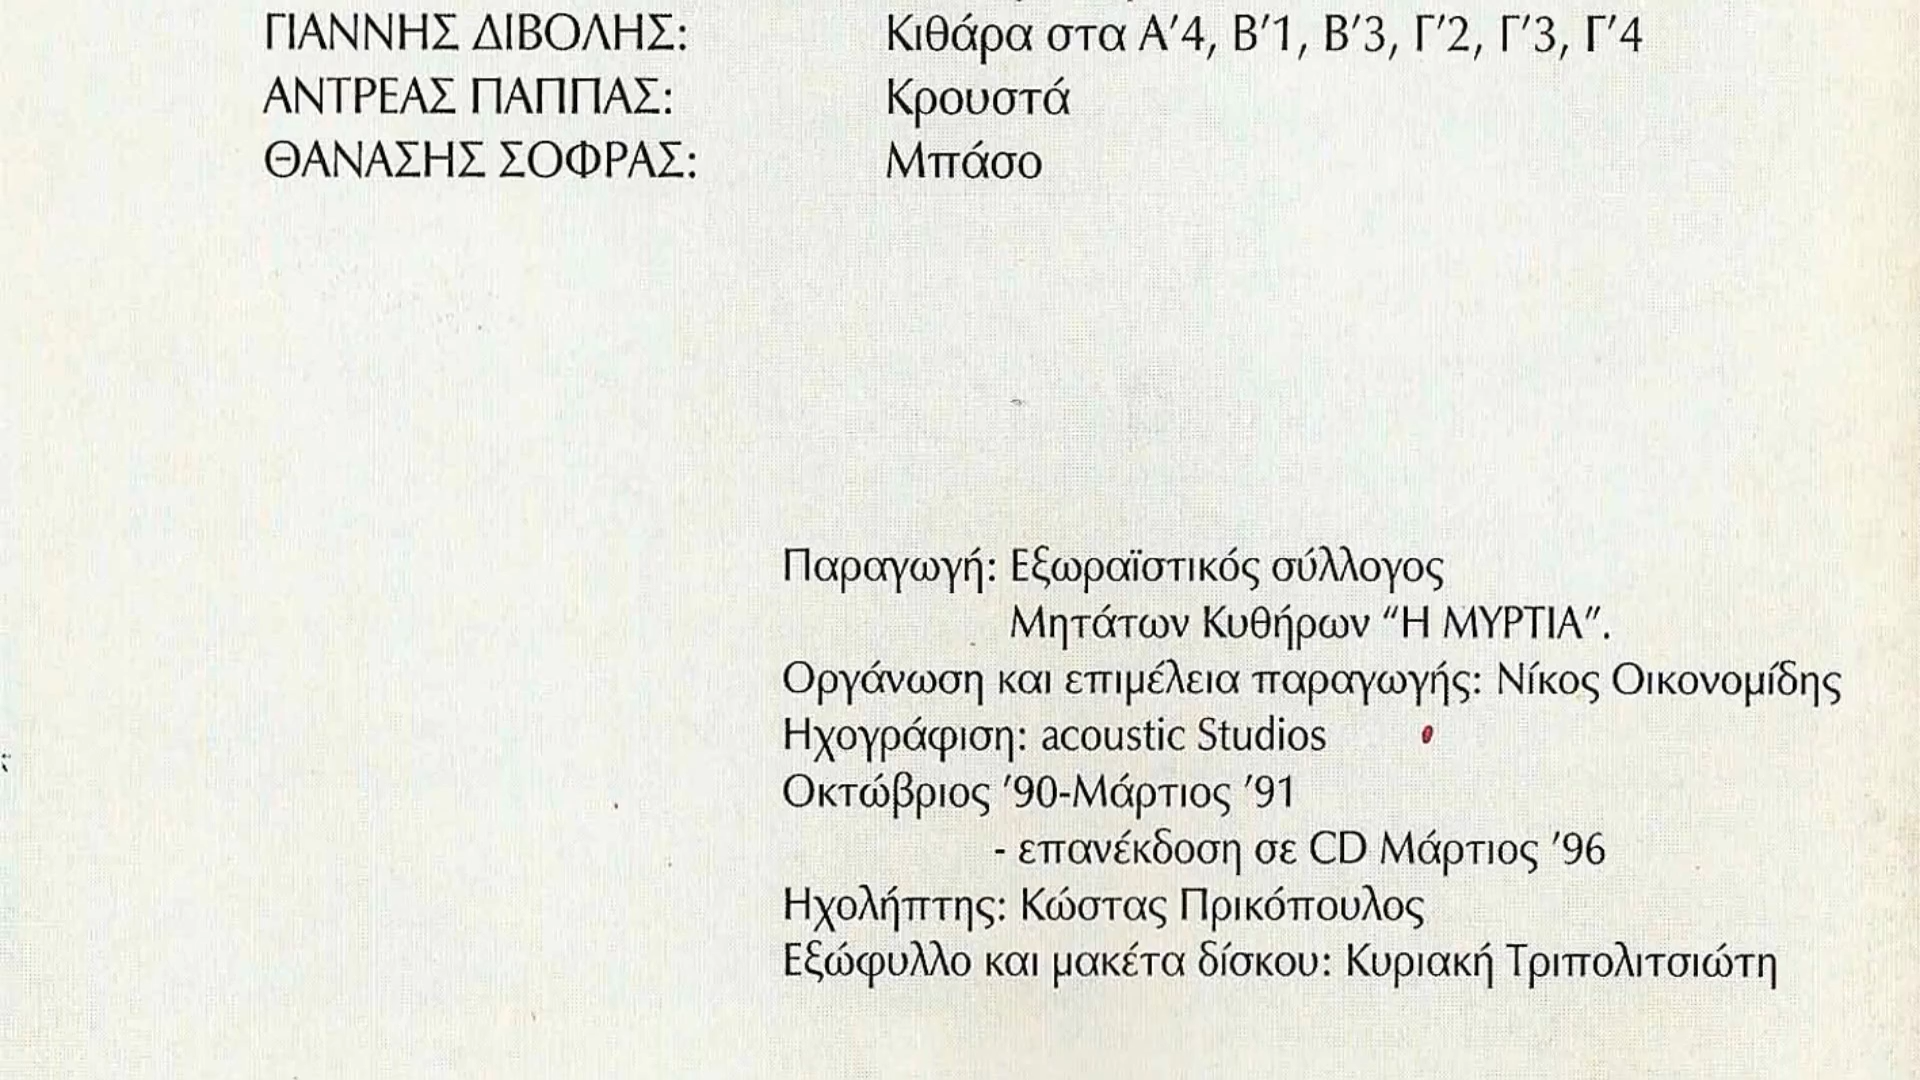 ΓΙΑΝΝΗΣ ΔΙΒΟΛΗΣ: Κιθάρα στα Α'4, Β'1, Β'3, Γ'2, Γ'3, Γ'4
ΑΝΤΡΕΑΣ ΠΑΠΠΑΣ: Κρουστά
ΘΑΝΑΣΗΣ ΣΟΦΡΑΣ: Μπάσο
Παραγωγή: Εξωραϊστικός σύλλογος
Μητάτων Κυθήρων "Η ΜΥΡΤΙΑ".
Οργάνωση και επιμέλεια παραγωγής: Νίκος Οικονομίδης
Ηχογράφιση: acoustic Studios
Οκτώβριος '90-Μάρτιος '91
- επανέκδοση σε CD Μάρτιος '96
Ηχολήπτης: Κώστας Πρικόπουλος
Εξώφυλλο και μακέτα δίσκου: Κυριακή Τριπολιτσιώτη